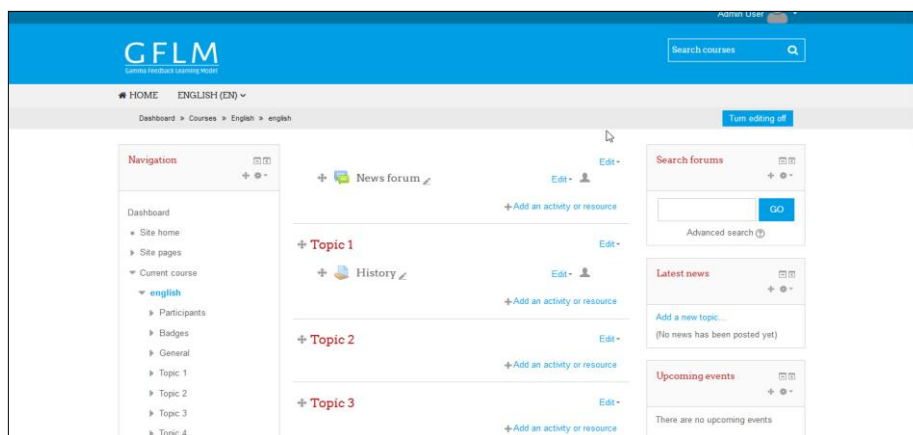 Admin User
GFLM
Gamma Feedback Learning Model
Search courses
HOME ENGLISH (EN)
Dashboard » Courses » English » english
Turn editing off
Navigation
Dashboard
Site home
Site pages
Current course
english
Participants
Badges
General
Topic 1
Topic 2
Topic 3
Topic 4
Edit
News forum
Edit
+Add an activity or resource
Topic 1
Edit
History
Edit
+Add an activity or resource
Topic 2
Edit
+Add an activity or resource
Topic 3
Edit
+Add an activity or resource
Search forums
GO
Advanced search
Latest news
Add a new topic...
(No news has been posted yet)
Upcoming events
There are no upcoming events